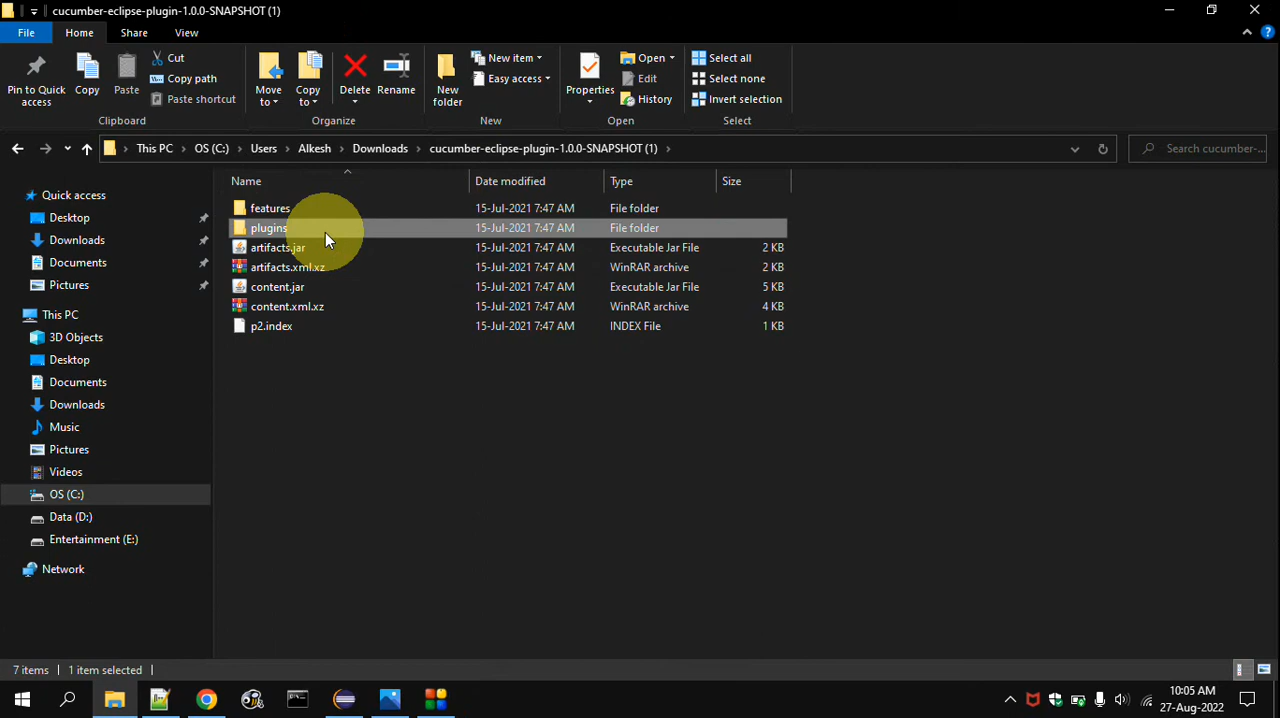 cucumber-eclipse-plugin-1.0.0-SNAPSHOT (1)
File Home Share View
Pin to Quick access
Copy
Paste
Cut
Copy path
Paste shortcut
Clipboard
Move to
Copy to
Delete
Rename
Organize
New folder
New item
Easy access
New
Properties
Open
Edit
History
Open
Select all
Select none
Invert selection
Select
This PC > OS (C:) > Users > Alkesh > Downloads > cucumber-eclipse-plugin-1.0.0-SNAPSHOT (1) >
Search cucumber-...
Quick access
Desktop
Downloads
Documents
Pictures
This PC
3D Objects
Desktop
Documents
Downloads
Music
Pictures
Videos
OS (C:)
Data (D:)
Entertainment (E:)
Network
Name Date modified Type Size
features 15-Jul-2021 7:47 AM File folder
plugins 15-Jul-2021 7:47 AM File folder
artifacts.jar 15-Jul-2021 7:47 AM Executable Jar File 2 KB
artifacts.xml.xz 15-Jul-2021 7:47 AM WinRAR archive 2 KB
content.jar 15-Jul-2021 7:47 AM Executable Jar File 5 KB
content.xml.xz 15-Jul-2021 7:47 AM WinRAR archive 4 KB
p2.index 15-Jul-2021 7:47 AM INDEX File 1 KB
7 items 1 item selected
10:05 AM
27-Aug-2022